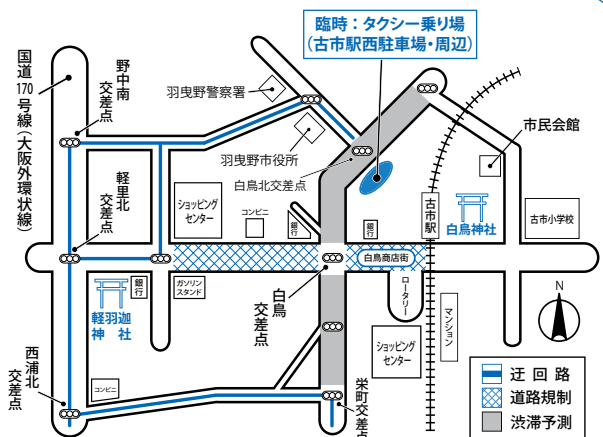 臨時：タクシー乗り場
（古市駅西駐車場・周辺）
国道170号線（大阪外環状線）
野中南
交差点
羽曳野警察署
羽曳野市役所
白鳥北交差点
市民会館
軽里北
交差点
ショッピング
センター
コンビニ
銀行
銀行
古市駅
白鳥神社
古市小学校
白鳥商店街
軽羽迦
神社
銀行
ガソリン
スタンド
白鳥
交差点
ロータリー
マンション
N
西浦北
交差点
コンビニ
ショッピング
センター
栄町交差点
迂回路
道路規制
渋滞予測